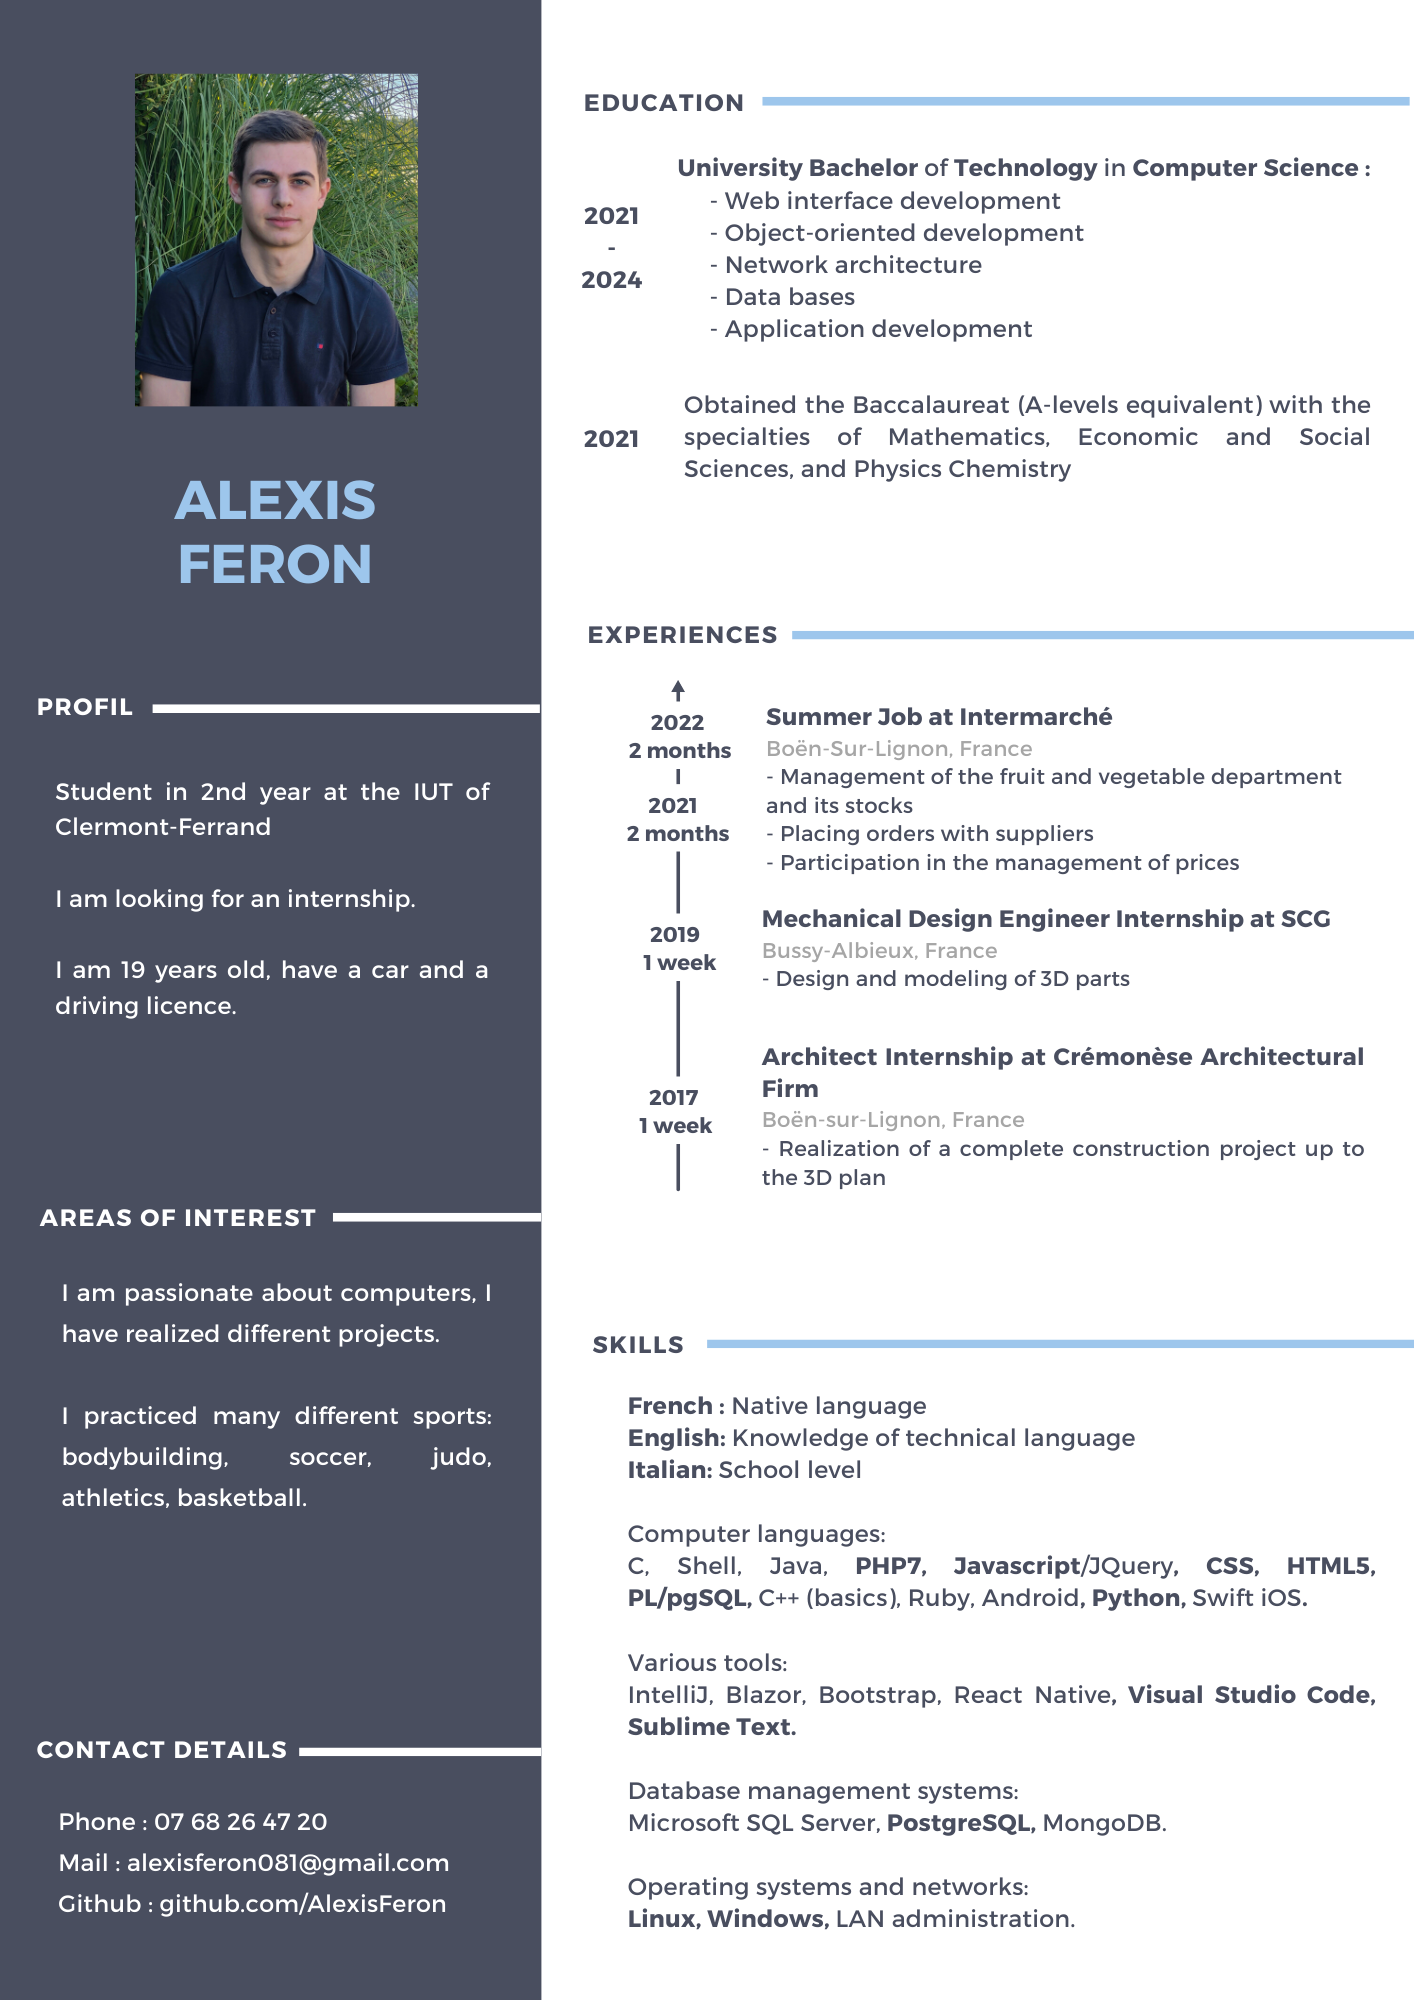 ALEXIS
FERON
PROFIL
Student in 2nd year at the IUT of
Clermont-Ferrand
I am looking for an internship.
I am 19 years old, have a car and a
driving licence.
AREAS OF INTEREST
I am passionate about computers, I
have realized different projects.
I practiced many different sports:
bodybuilding, soccer, judo,
athletics, basketball.
CONTACT DETAILS
Phone : 07 68 26 47 20
Mail : alexisferon081@gmail.com
Github : github.com/AlexisFeron
EDUCATION
2021
-
2024
University Bachelor of Technology in Computer Science :
- Web interface development
- Object-oriented development
- Network architecture
- Data bases
- Application development
2021
Obtained the Baccalaureat (A-levels equivalent) with the
specialties of Mathematics, Economic and Social
Sciences, and Physics Chemistry
EXPERIENCES
2022
2 months
2021
2 months
Summer Job at Intermarché
Boën-Sur-Lignon, France
- Management of the fruit and vegetable department
and its stocks
- Placing orders with suppliers
- Participation in the management of prices
2019
1 week
Mechanical Design Engineer Internship at SCG
Bussy-Albieux, France
- Design and modeling of 3D parts
2017
1 week
Architect Internship at Crémonèse Architectural
Firm
Boën-sur-Lignon, France
- Realization of a complete construction project up to
the 3D plan
SKILLS
French : Native language
English: Knowledge of technical language
Italian: School level
Computer languages:
C, Shell, Java, PHP7, Javascript/JQuery, CSS, HTML5,
PL/pgSQL, C++ (basics), Ruby, Android, Python, Swift iOS.
Various tools:
IntelliJ, Blazor, Bootstrap, React Native, Visual Studio Code,
Sublime Text.
Database management systems:
Microsoft SQL Server, PostgreSQL, MongoDB.
Operating systems and networks:
Linux, Windows, LAN administration.